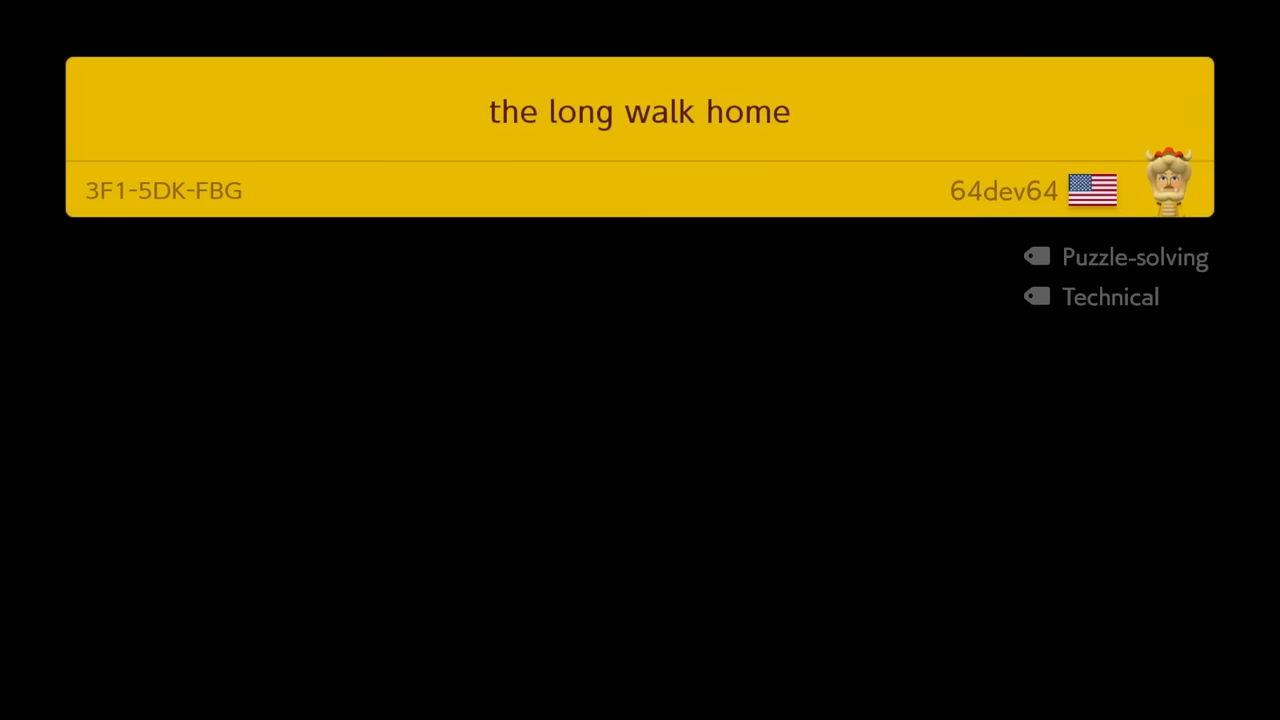 the long walk home
3F1-5DK-FBG
64dev64
Puzzle-solving
Technical